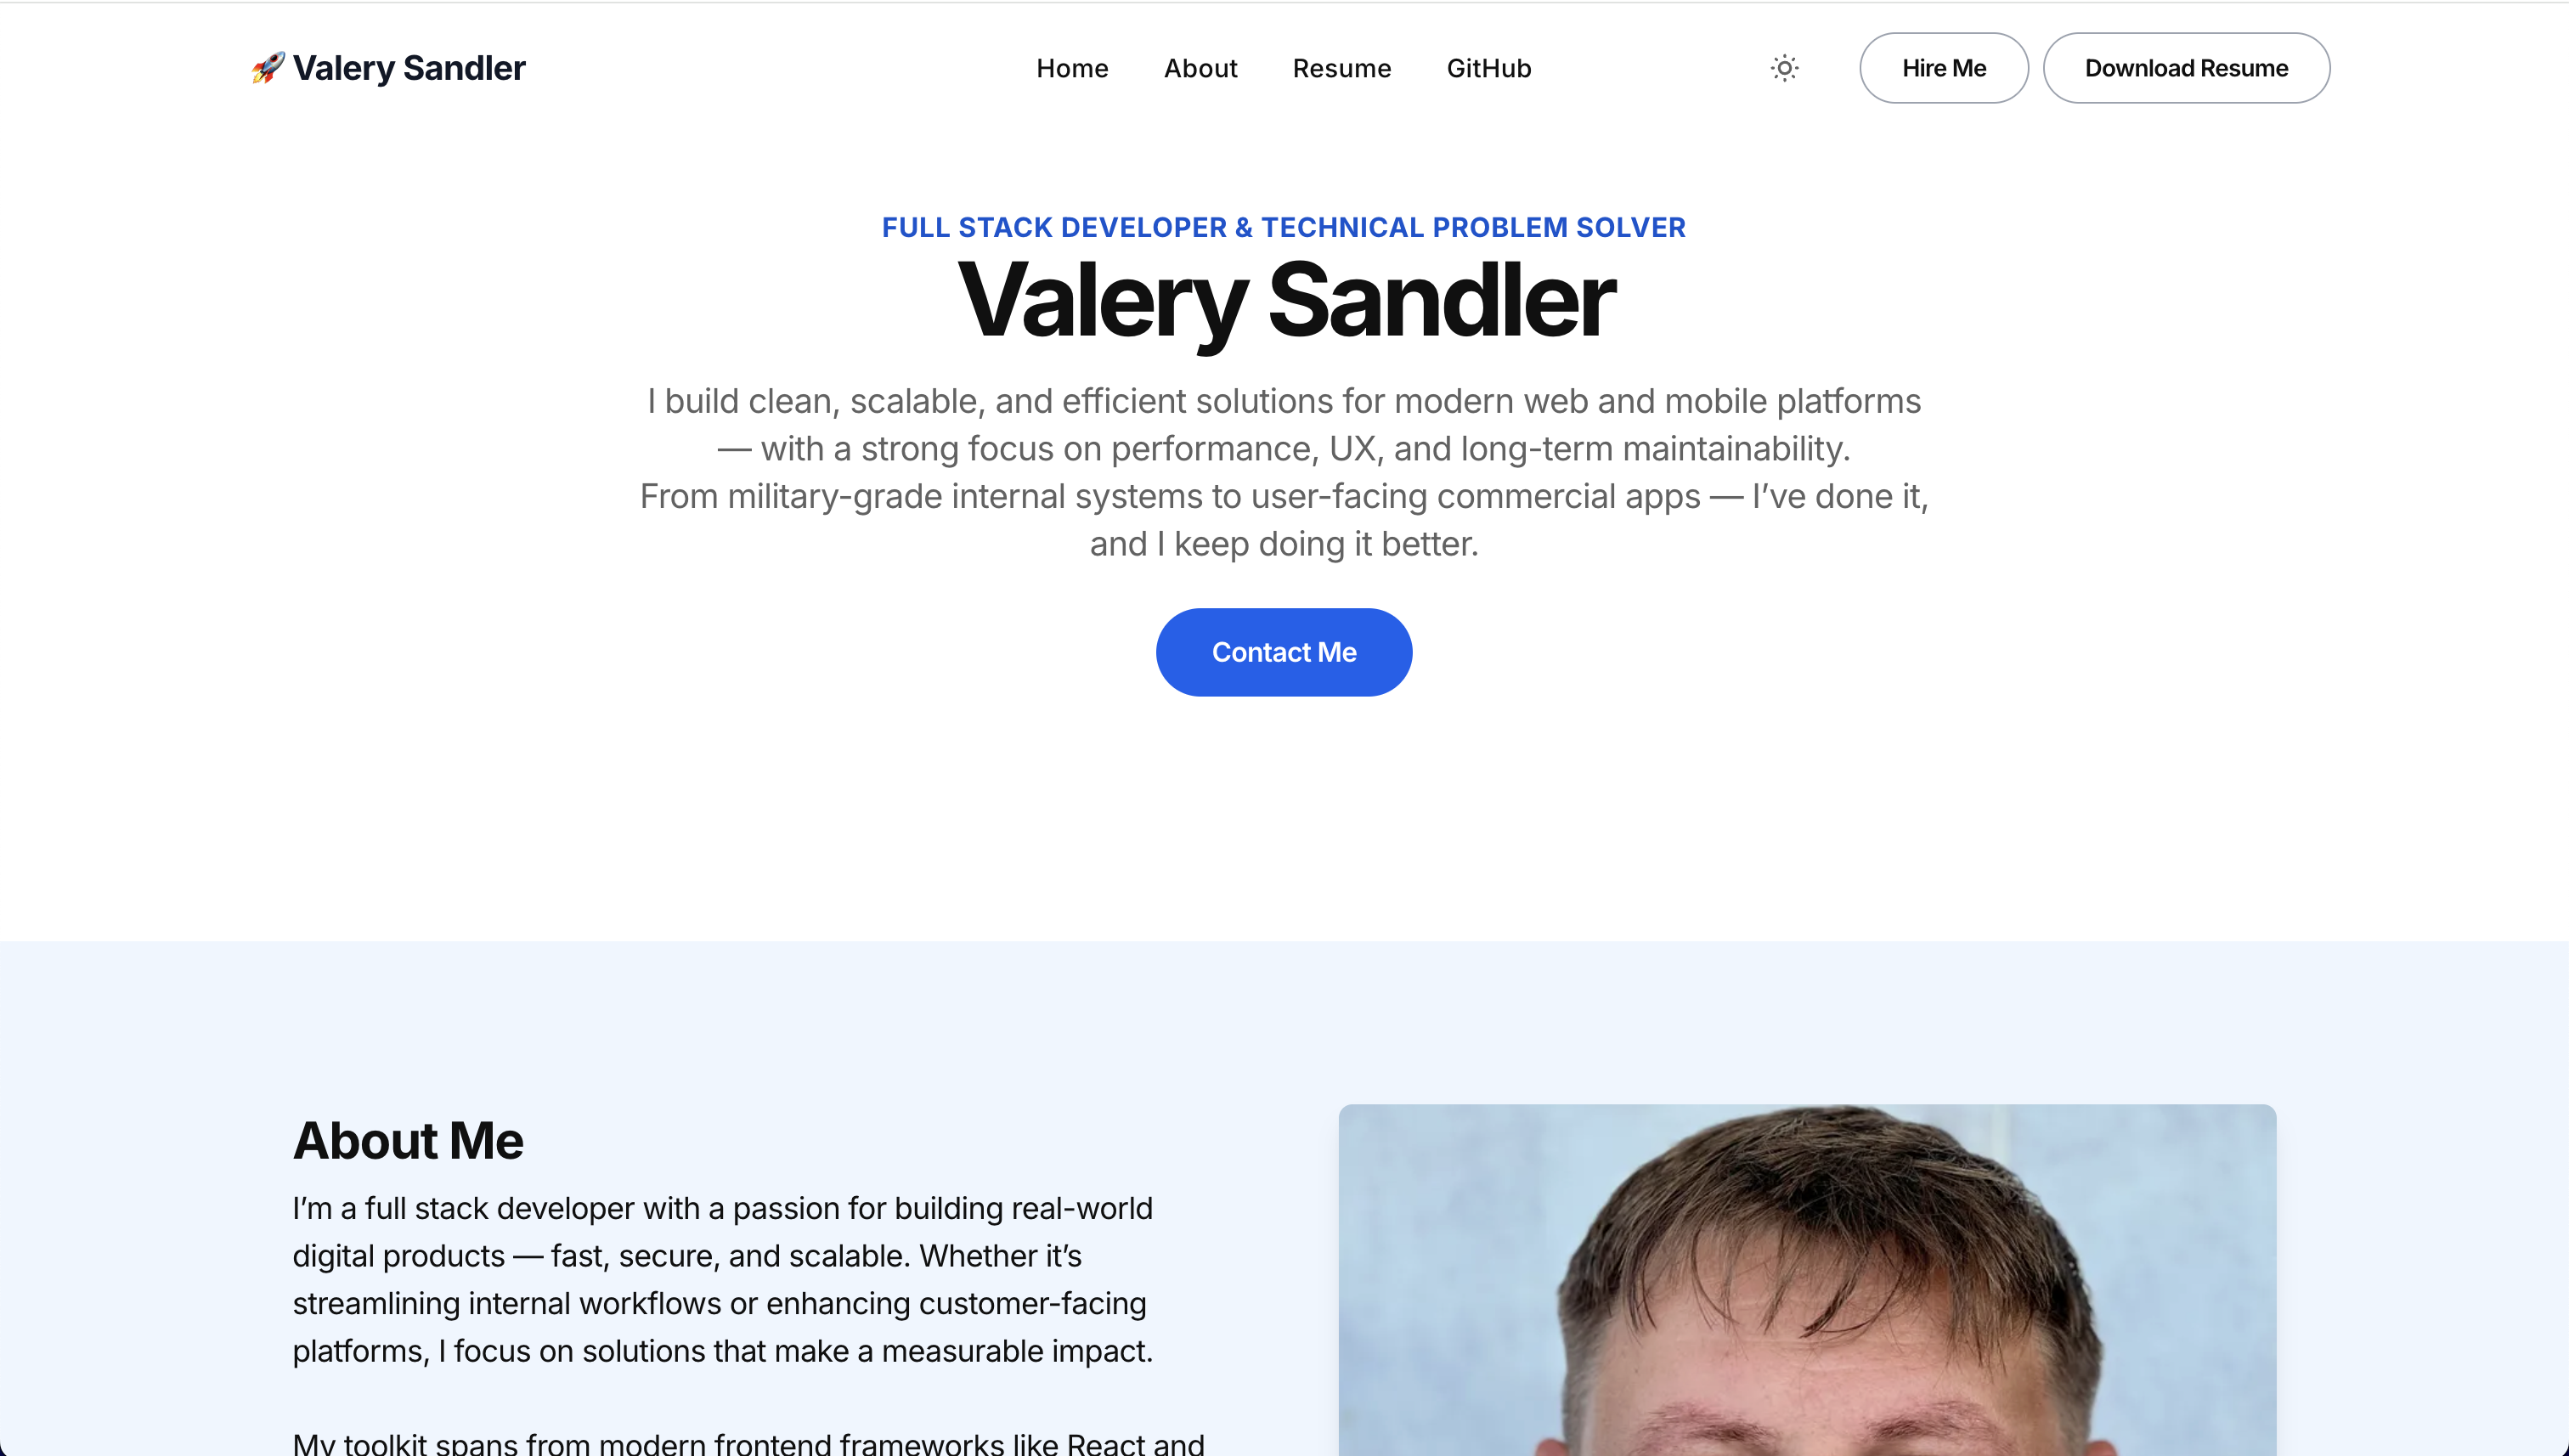 🚀 Valery Sandler
Home About Resume GitHub
Hire Me
Download Resume
FULL STACK DEVELOPER & TECHNICAL PROBLEM SOLVER
Valery Sandler
I build clean, scalable, and efficient solutions for modern web and mobile platforms
— with a strong focus on performance, UX, and long-term maintainability.
From military-grade internal systems to user-facing commercial apps — I’ve done it,
and I keep doing it better.
Contact Me
About Me
I’m a full stack developer with a passion for building real-world
digital products — fast, secure, and scalable. Whether it’s
streamlining internal workflows or enhancing customer-facing
platforms, I focus on solutions that make a measurable impact.
My toolkit spans from modern frontend frameworks like React and